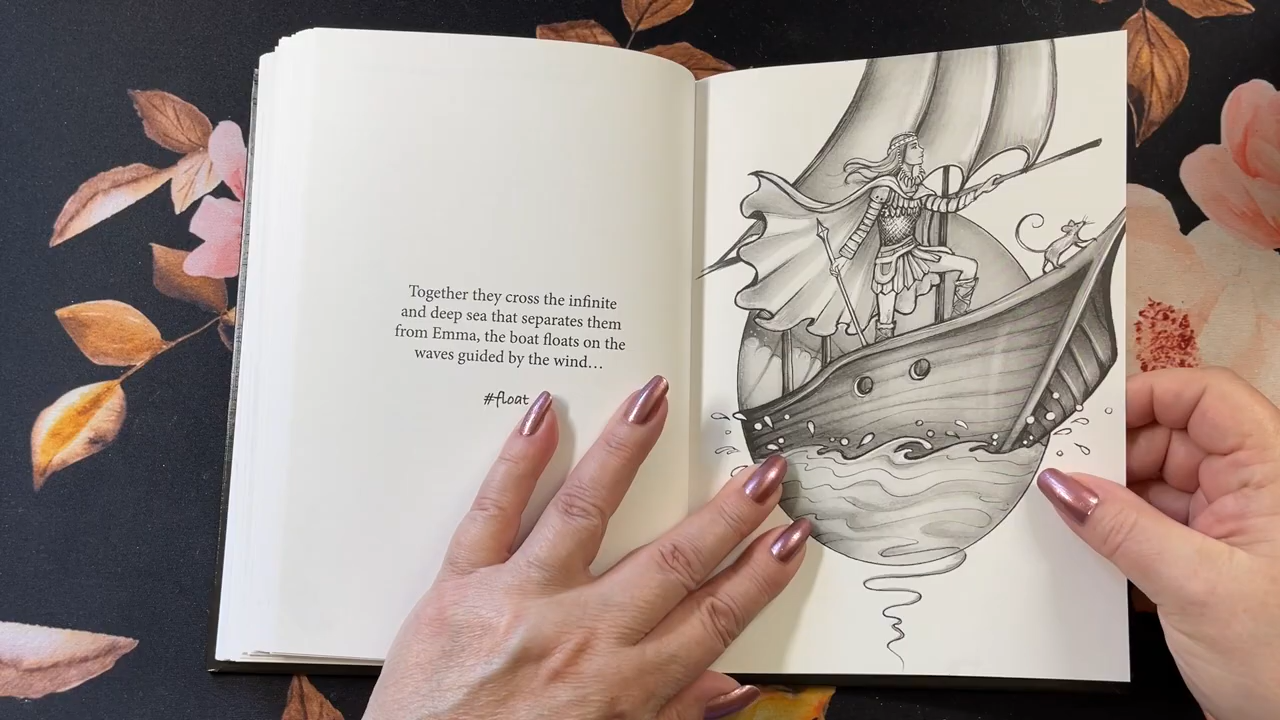 Together they cross the infinite
and deep sea that separates them
from Emma, the boat floats on the
waves guided by the wind…
#float